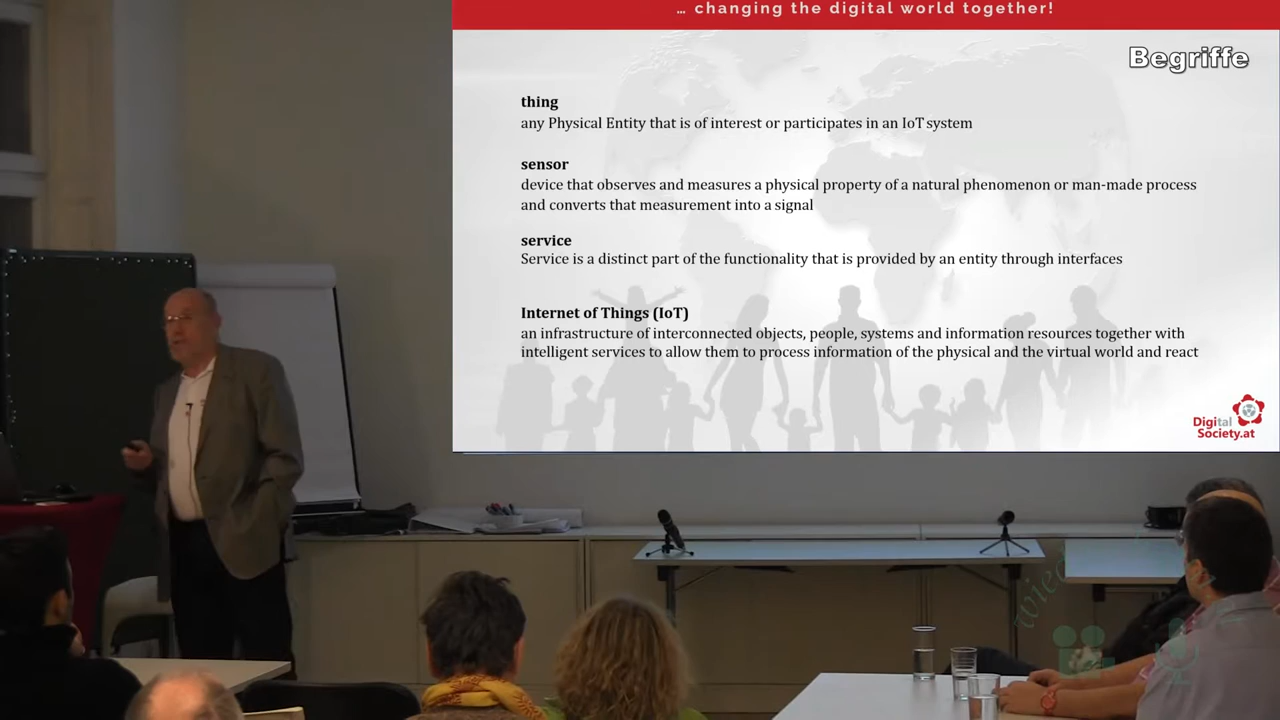 … changing the digital world together!
Begriffe
thing
any Physical Entity that is of interest or participates in an IoT system
sensor
device that observes and measures a physical property of a natural phenomenon or man-made process
and converts that measurement into a signal
service
Service is a distinct part of the functionality that is provided by an entity through interfaces
Internet of Things (IoT)
an infrastructure of interconnected objects, people, systems and information resources together with
intelligent services to allow them to process information of the physical and the virtual world and react
Digital
Society.at